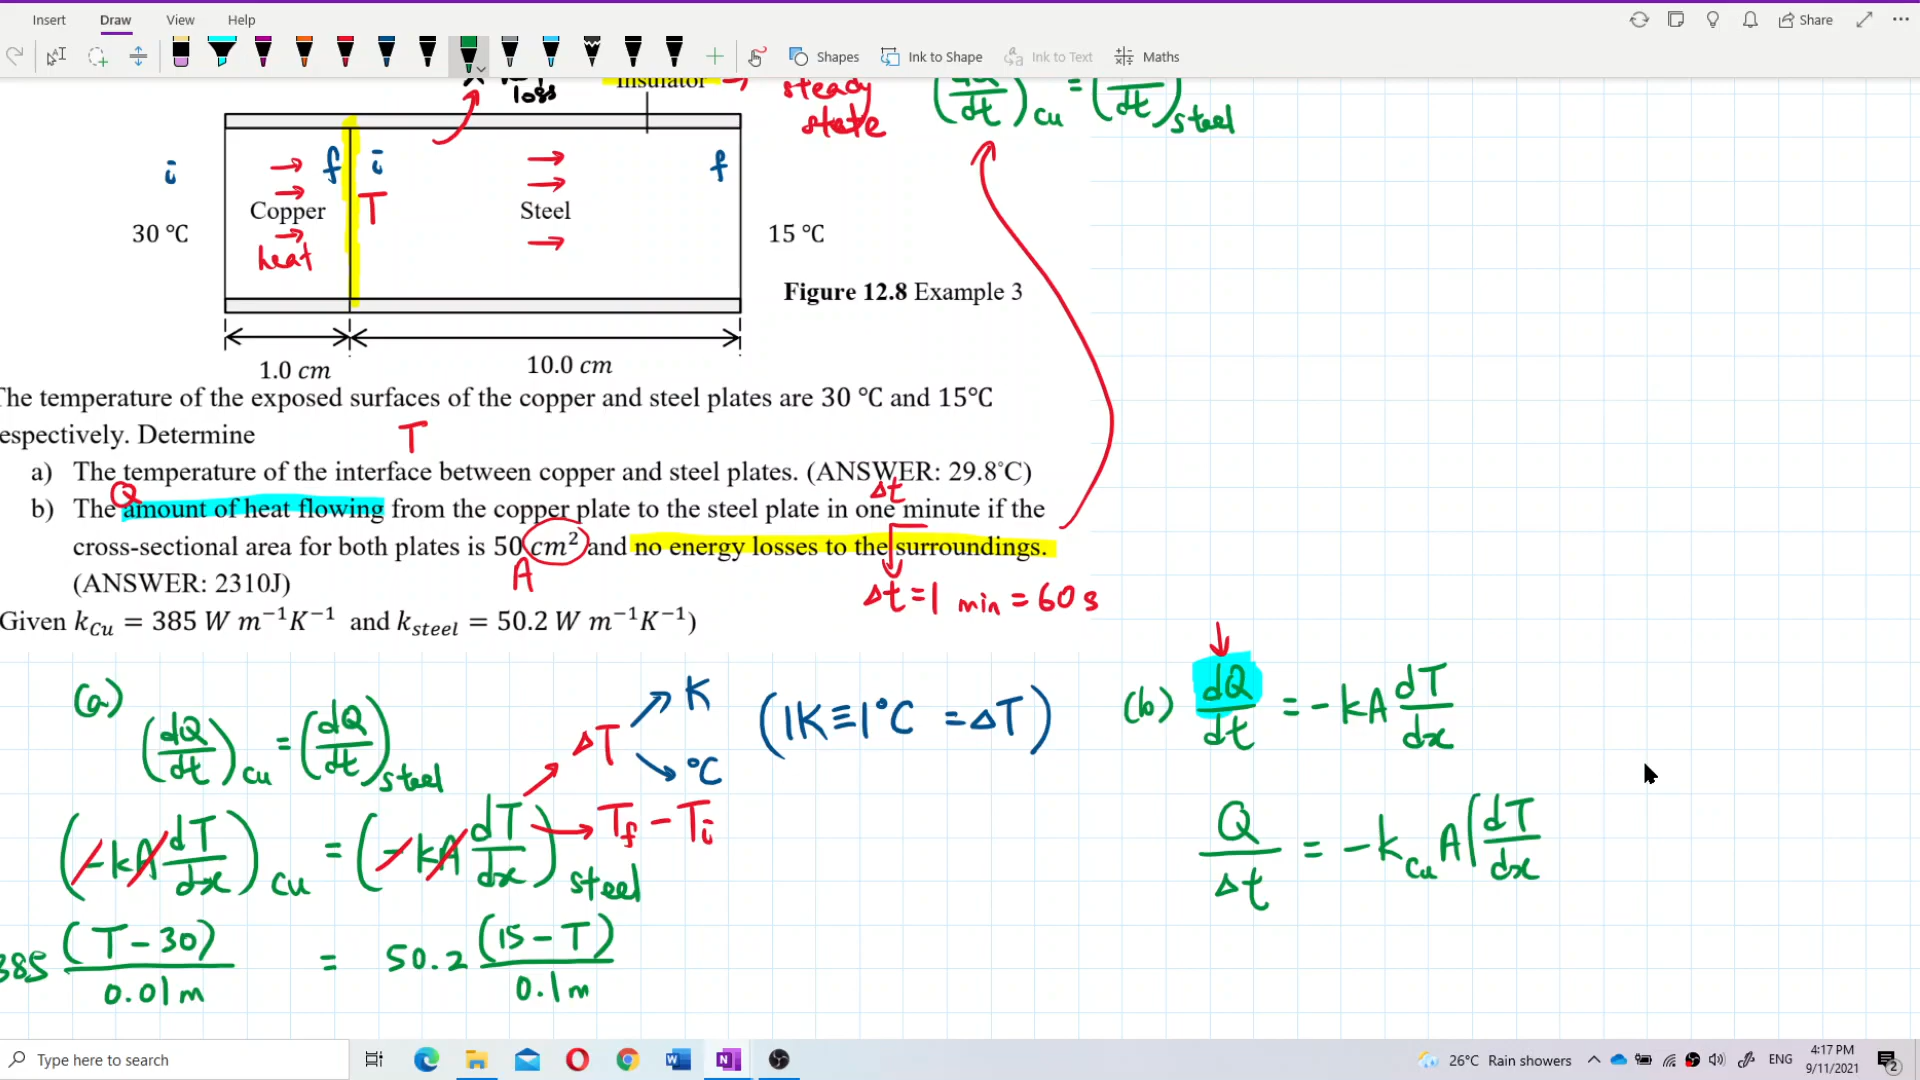 Insert Draw View Help
Share
Shapes Ink to Shape Ink to Text Maths
loss
Insulator → steady state
(dQ/dt)cu = (dt)steel
i f i f
T
Copper Steel
30 ℃ 15 ℃
heat
Figure 12.8 Example 3
1.0 cm 10.0 cm
The temperature of the exposed surfaces of the copper and steel plates are 30 ℃ and 15℃
espectively. Determine
T
a) The temperature of the interface between copper and steel plates. (ANSWER: 29.8°C)
Q Δt
b) The amount of heat flowing from the copper plate to the steel plate in one minute if the
cross-sectional area for both plates is 50 cm² and no energy losses to the surroundings.
(ANSWER: 2310J)
A
Δt = 1 min = 60 s
Given k_Cu = 385 W m⁻¹K⁻¹ and k_steel = 50.2 W m⁻¹K⁻¹)
(a)
(dQ/dt)cu = (dQ/dt)steel
(-kA dT/dx)cu = (-kA dT/dx)steel
ΔT K °C
Tf - Ti
(1K ≡ 1°C = ΔT)
385 (T - 30)/0.01m = 50.2 (15 - T)/0.1m
(b) dQ/dt = -kA dT/dx
Q/Δt = -k_cu A (dT/dx
Type here to search
26°C Rain showers
ENG
4:17 PM
9/11/2021
2